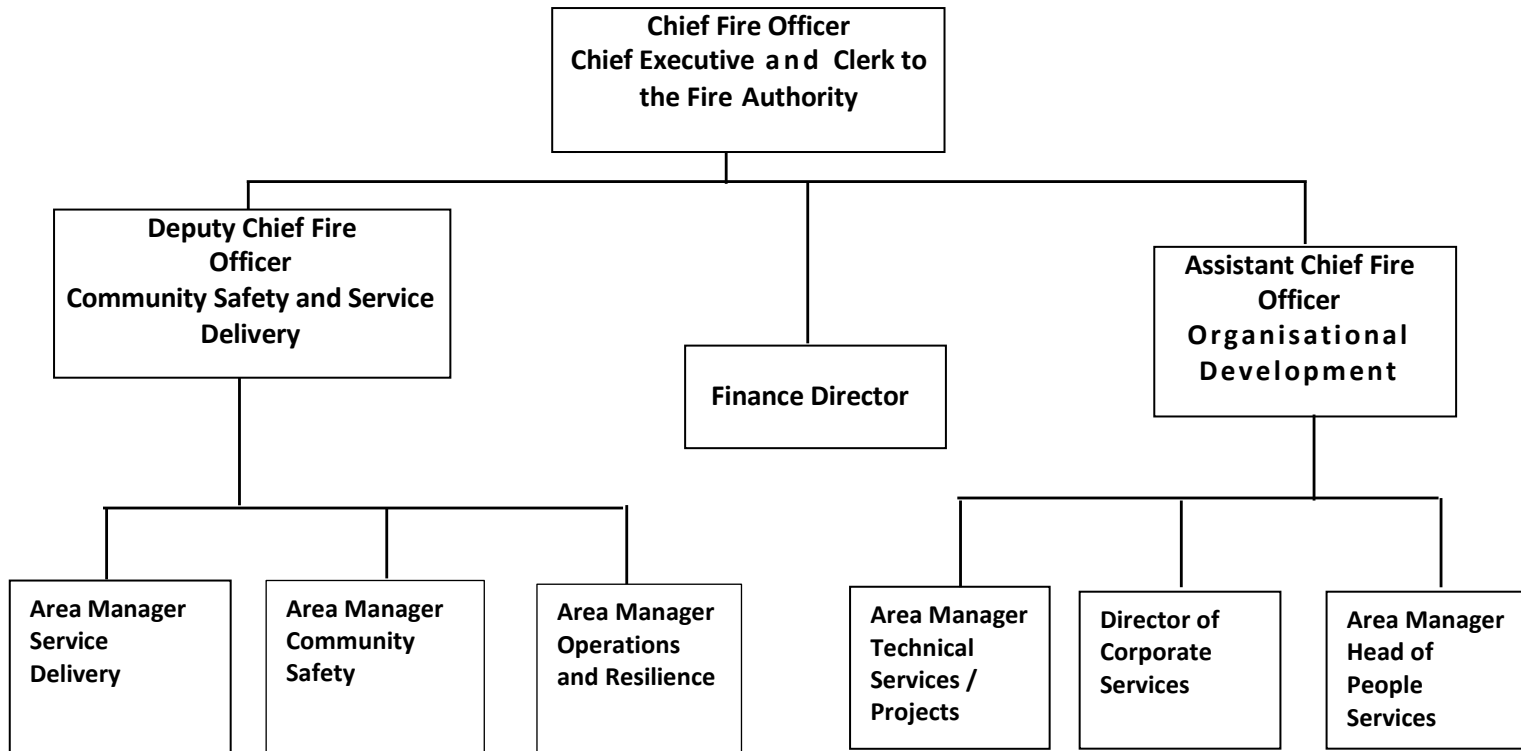 Chief Fire Officer
Chief Executive and Clerk to
the Fire Authority
Deputy Chief Fire
Officer
Community Safety and Service
Delivery
Finance Director
Assistant Chief Fire
Officer
Organisational
Development
Area Manager
Service
Delivery
Area Manager
Community
Safety
Area Manager
Operations
and Resilience
Area Manager
Technical
Services /
Projects
Director of
Corporate
Services
Area Manager
Head of
People
Services